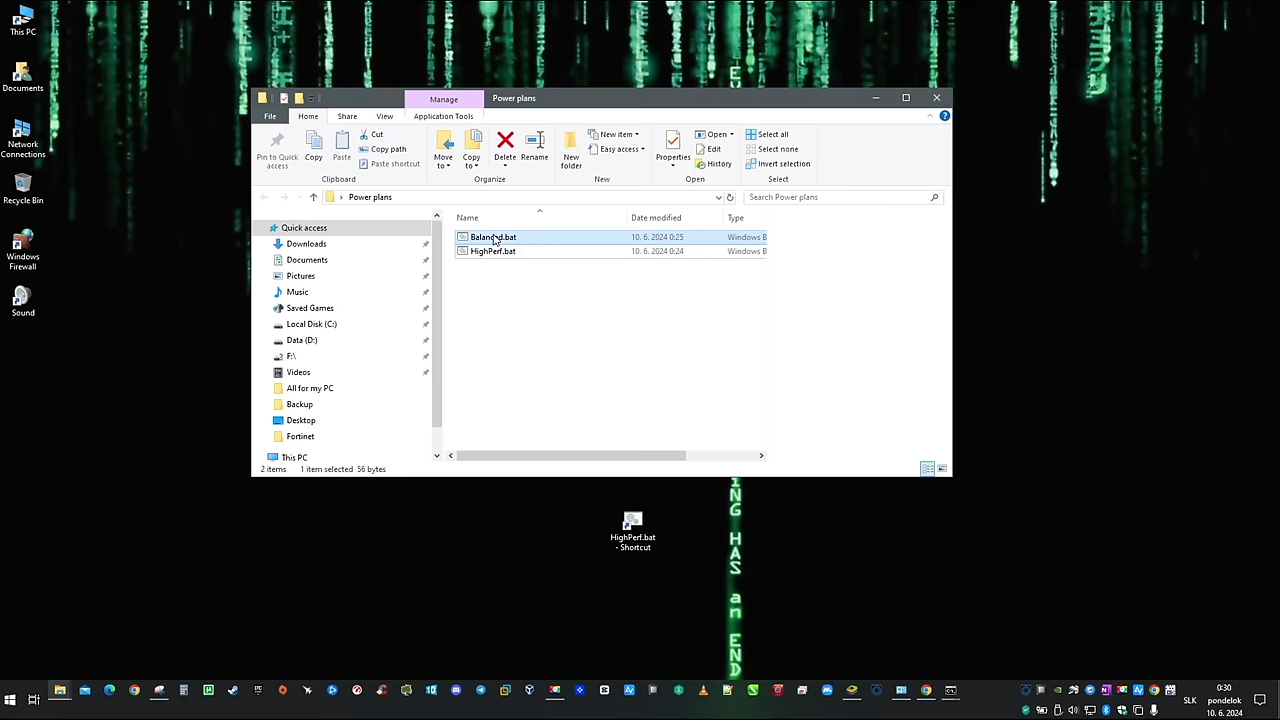 This PC
Documents
Network
Connections
Recycle Bin
Windows
Firewall
Sound
Manage
Power plans
File
Home
Share
View
Application Tools
Pin to Quick
access
Copy
Paste
Cut
Copy path
Paste shortcut
Clipboard
Move
to
Copy
to
Delete
Rename
Organize
New
folder
New item
Easy access
New
Properties
Open
Edit
History
Open
Select all
Select none
Invert selection
Select
Power plans
Search Power plans
Quick access
Downloads
Documents
Pictures
Music
Saved Games
Local Disk (C:)
Data (D:)
F:\
Videos
All for my PC
Backup
Desktop
Fortinet
This PC
Name
Date modified
Type
Balanced.bat
10. 6. 2024 0:25
Windows B
HighPerf.bat
10. 6. 2024 0:24
Windows B
2 items
1 item selected 56 bytes
HighPerf.bat
- Shortcut
ING
HAS
an
END
SLK
0:30
pondelok
10. 6. 2024